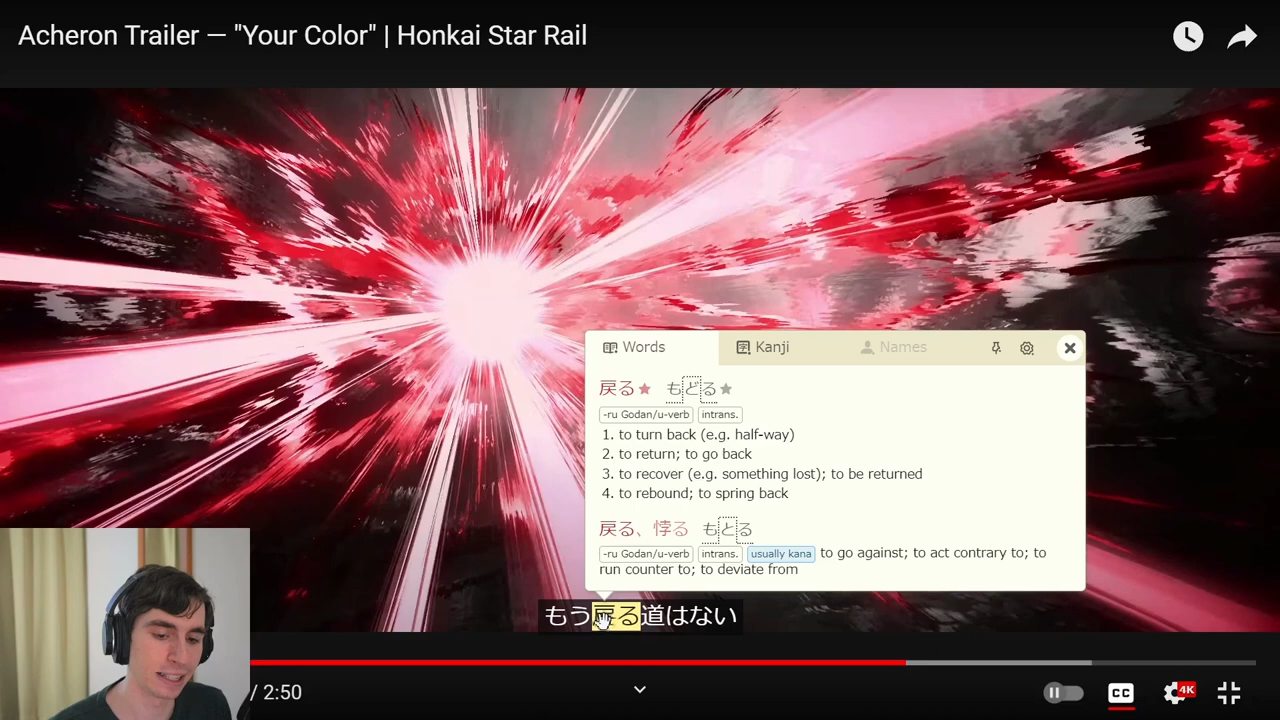 Acheron Trailer — "Your Color" | Honkai Star Rail
Words Kanji Names
戻る★ もどる★
-ru Godan/u-verb intrans.
1. to turn back (e.g. half-way)
2. to return; to go back
3. to recover (e.g. something lost); to be returned
4. to rebound; to spring back
戻る、悖る もとる
-ru Godan/u-verb intrans. usually kana to go against; to act contrary to; to
run counter to; to deviate from
もう戻る道はない
/ 2:50
CC
4K